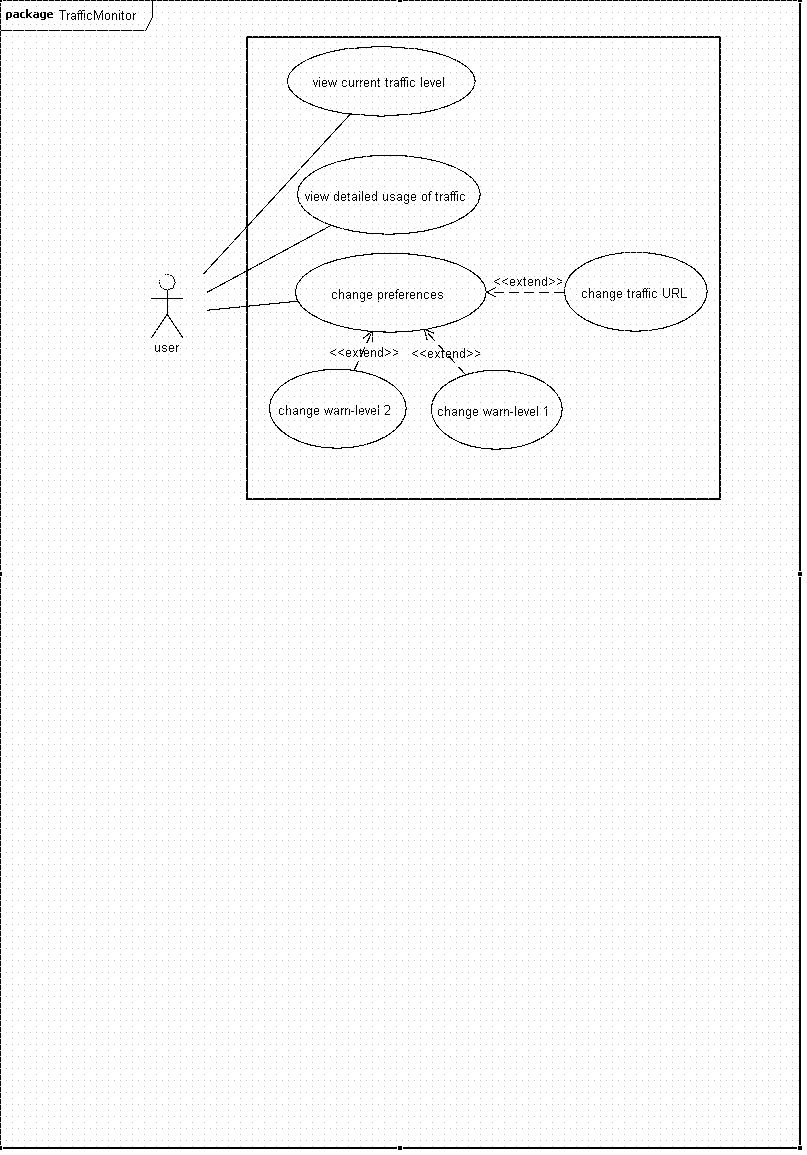 package TrafficMonitor
view current traffic level
view detailed usage of traffic
<<extend>>
change preferences
change traffic URL
user
<<extend>>
<<extend>>
change warn-level 2
change warn-level 1